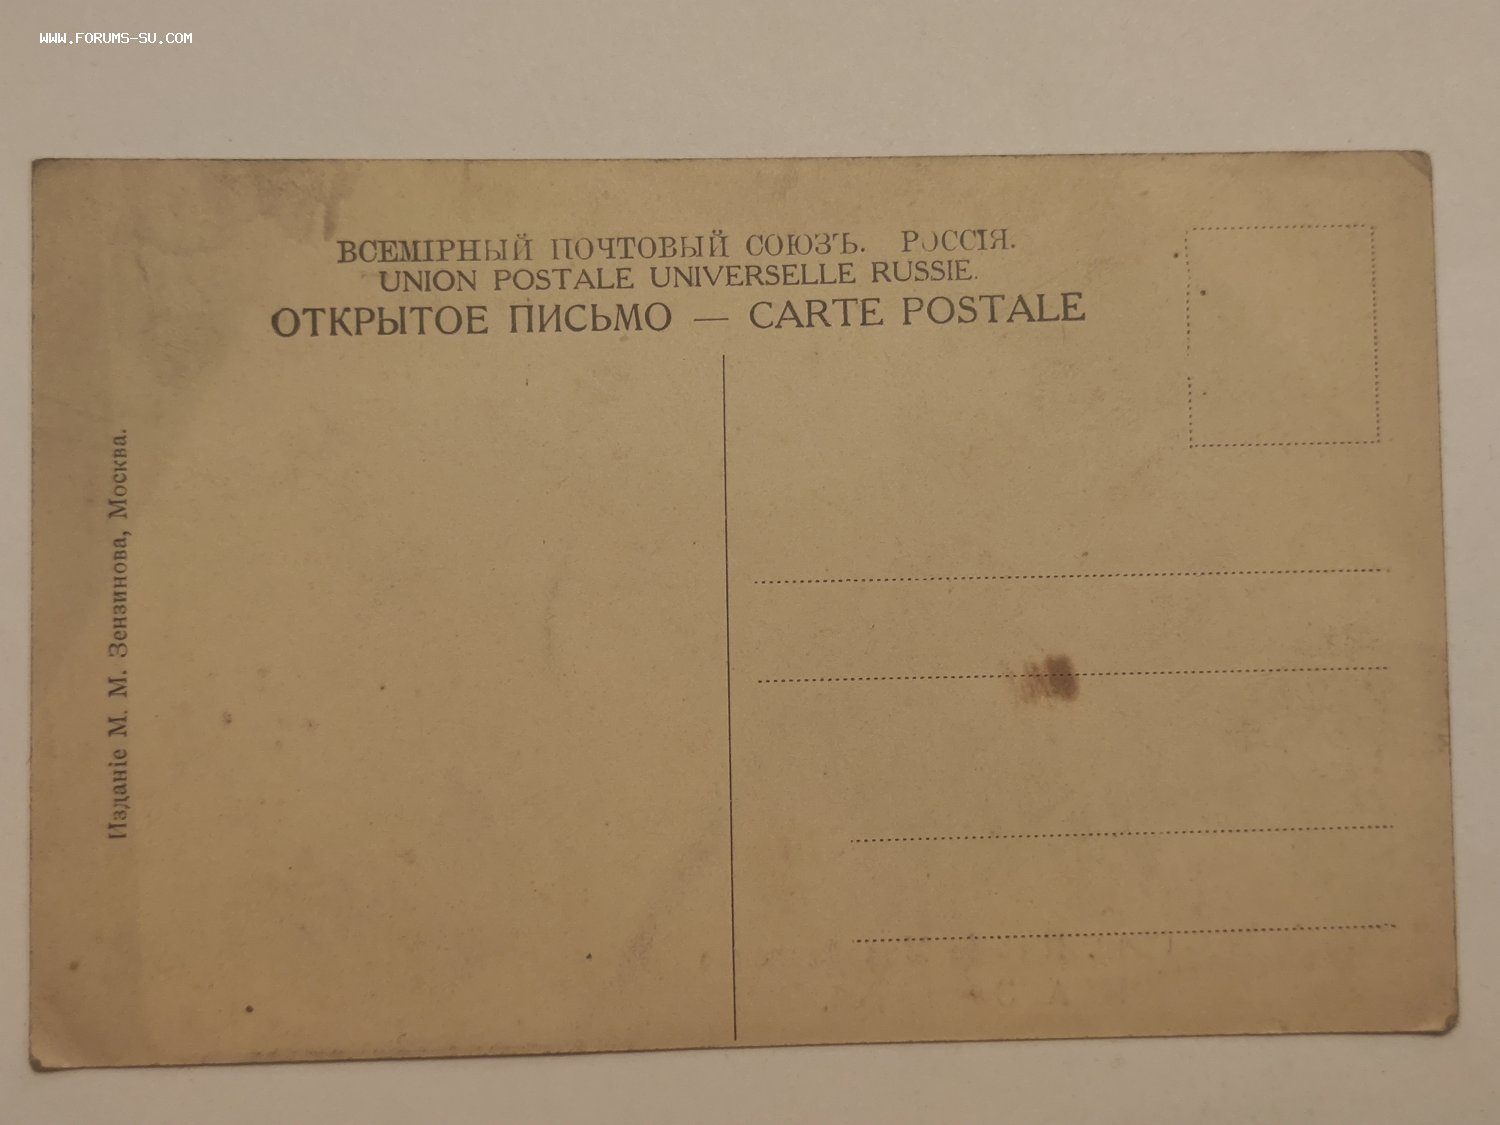 WWW.FORUMS-SU.COM
ВСЕМІРНЫЙ ПОЧТОВЫЙ СОЮЗЪ. РОССІЯ.
UNION POSTALE UNIVERSELLE RUSSIE.
ОТКРЫТОЕ ПИСЬМО — CARTE POSTALE
Изданіе М. М. Зензинова, Москва.